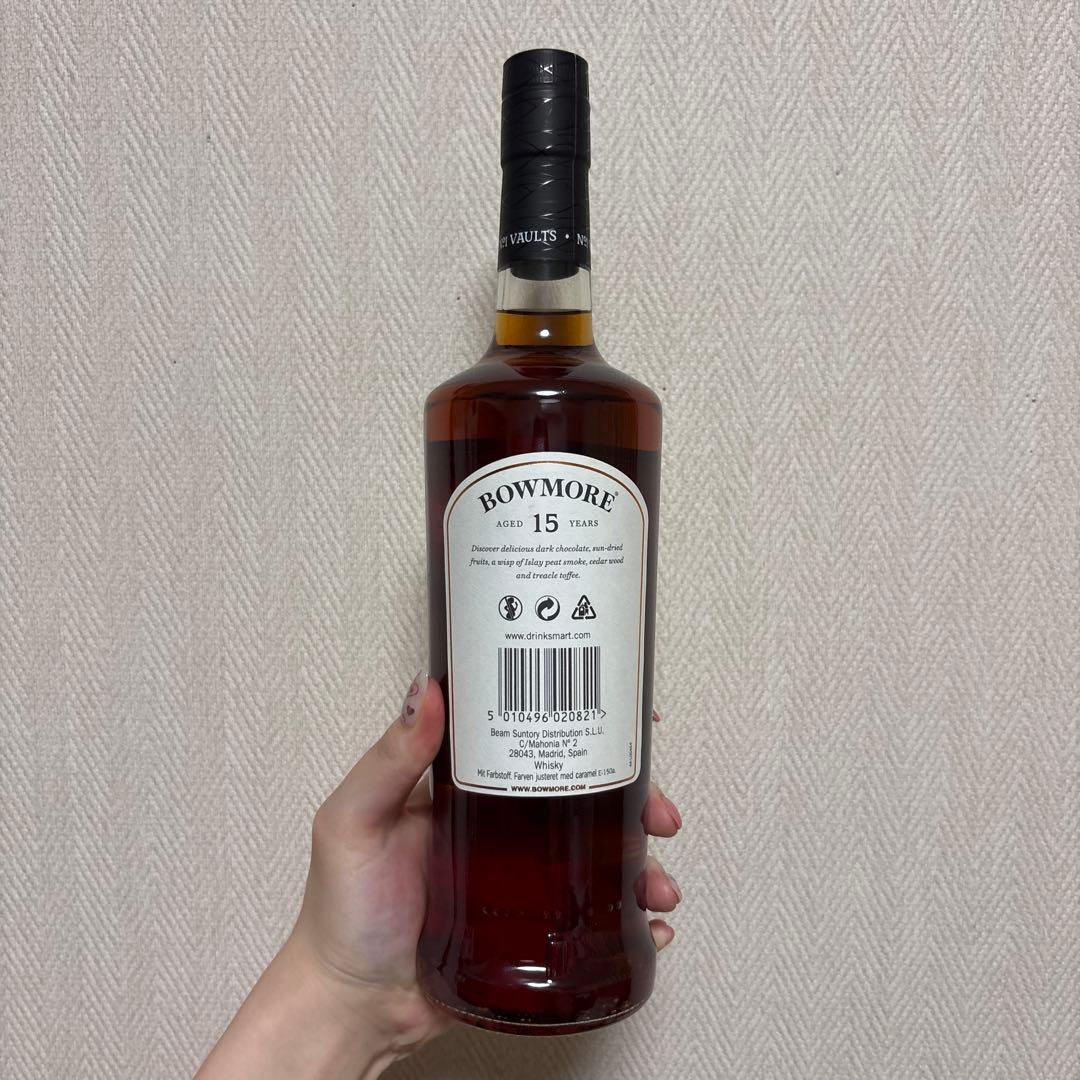 Nº1 VAULTS • Nº1
BOWMORE®
AGED 15 YEARS
Discover delicious dark chocolate, sun-dried
fruits, a wisp of Islay peat smoke, cedar wood
and treacle toffee.
www.drinksmart.com
5 010496 020821 >
Beam Suntory Distribution S.L.U.
C/Mahonia Nº 2
28043, Madrid, Spain
Whisky
Mit Farbstoff. Farven justeret med caramel E-150a.
WWW.BOWMORE.COM